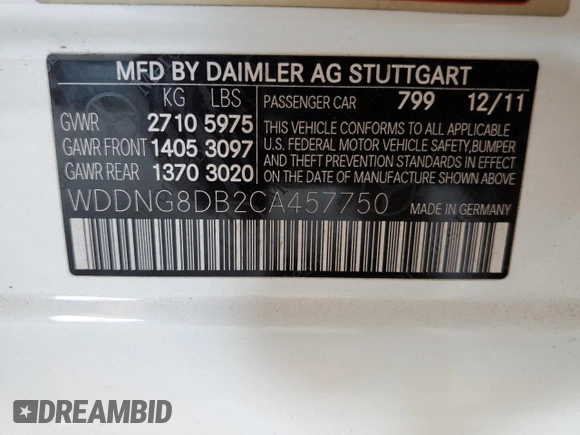 MFD BY DAIMLER AG STUTTGART
KG LBS PASSENGER CAR 799 12/11
GVWR 2710 5975
GAWR FRONT 1405 3097
GAWR REAR 1370 3020
THIS VEHICLE CONFORMS TO ALL APPLICABLE
U.S. FEDERAL MOTOR VEHICLE SAFETY, BUMPER
AND THEFT PREVENTION STANDARDS IN EFFECT
ON THE DATE OF MANUFACTURE SHOWN ABOVE
WDDNG8DB2CA457750 MADE IN GERMANY
DREAMBID